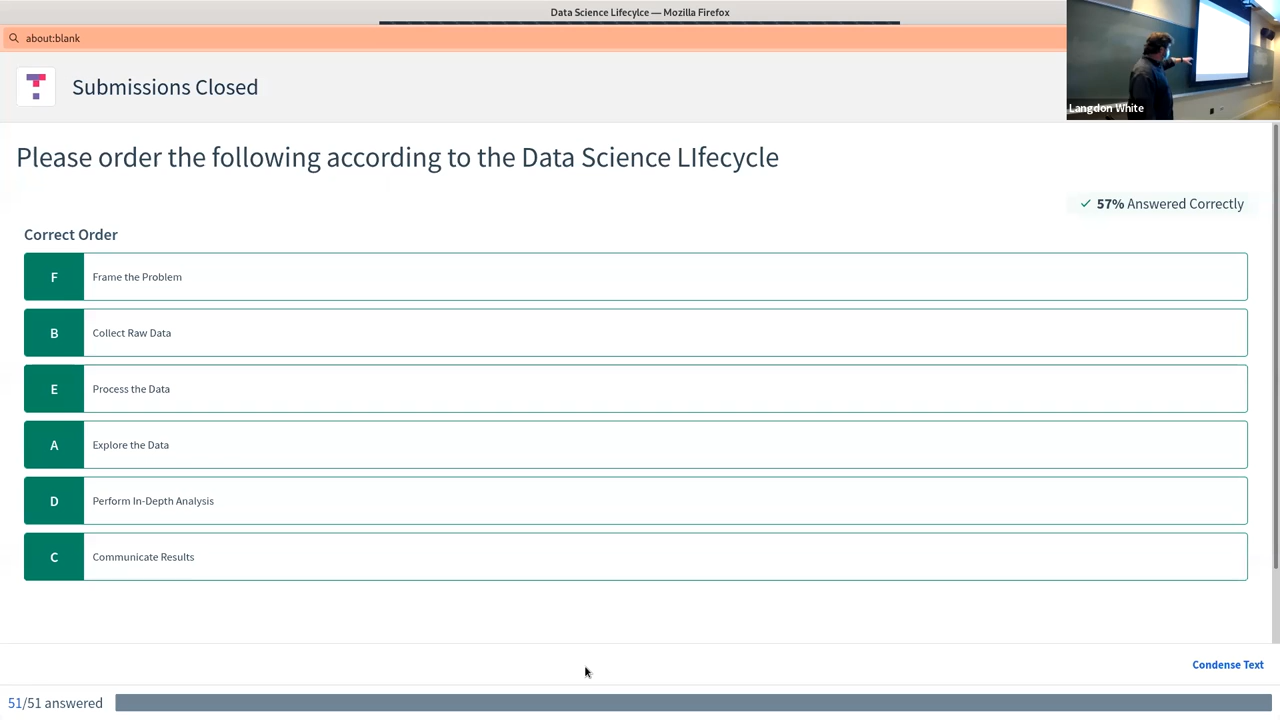 Data Science Lifecylce — Mozilla Firefox
about:blank
Submissions Closed
Langdon White
Please order the following according to the Data Science LIfecycle
57% Answered Correctly
Correct Order
F Frame the Problem
B Collect Raw Data
E Process the Data
A Explore the Data
D Perform In-Depth Analysis
C Communicate Results
Condense Text
51/51 answered